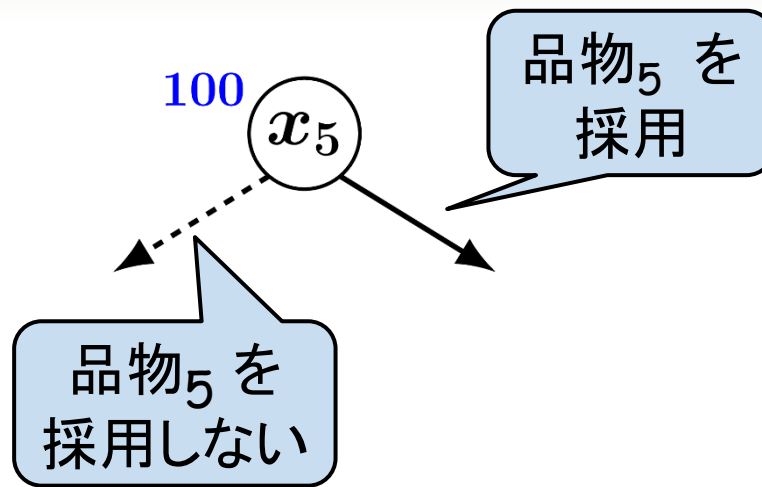 100
x₅
品物₅ を
採用
品物₅ を
採用しない